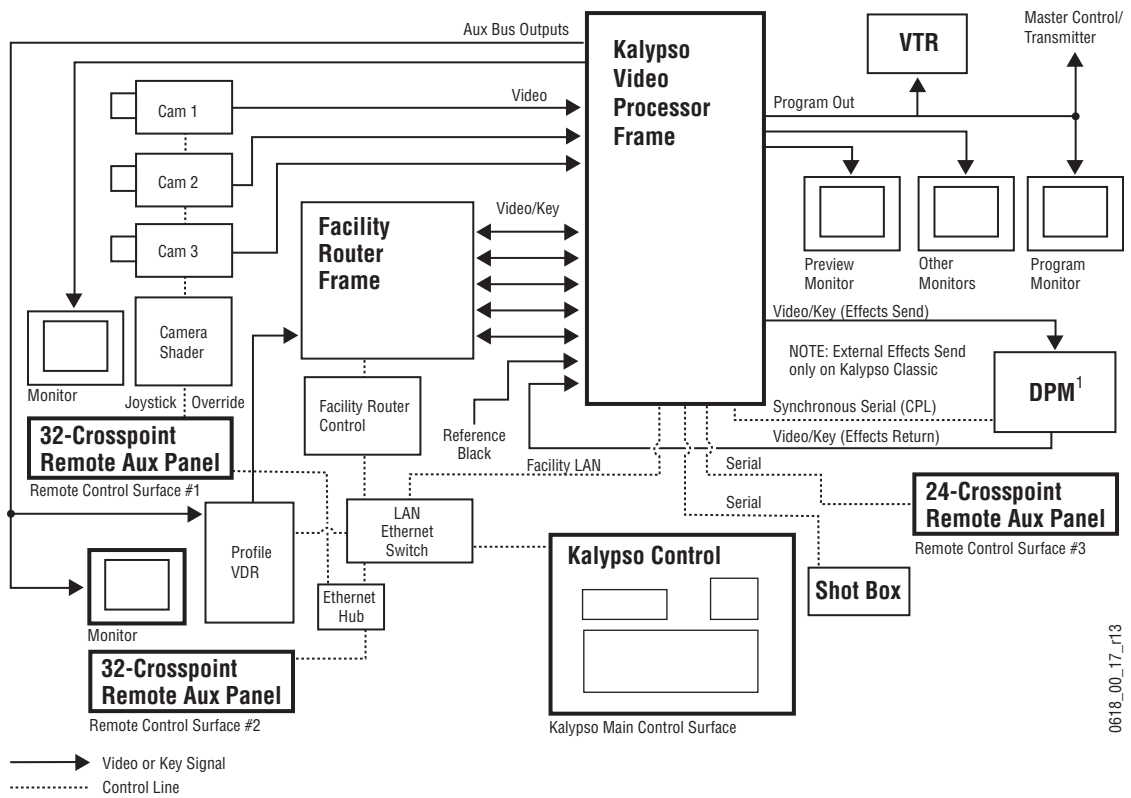 Aux Bus Outputs
Kalypso
Video
Processor
Frame
VTR
Master Control/
Transmitter
Cam 1
Video
Program Out
Cam 2
Cam 3
Facility
Router
Frame
Video/Key
Preview
Monitor
Other
Monitors
Program
Monitor
Camera
Shader
Monitor
Video/Key (Effects Send)
NOTE: External Effects Send
only on Kalypso Classic
DPM1
Joystick Override
Facility Router
Control
Reference
Black
Synchronous Serial (CPL)
Video/Key (Effects Return)
32-Crosspoint
Remote Aux Panel
Remote Control Surface #1
Facility LAN
Serial
Serial
24-Crosspoint
Remote Aux Panel
Remote Control Surface #3
Profile
VDR
LAN
Ethernet
Switch
Kalypso Control
Shot Box
Monitor
Ethernet
Hub
32-Crosspoint
Remote Aux Panel
Remote Control Surface #2
Kalypso Main Control Surface
0618_00_17_r13
Video or Key Signal
Control Line